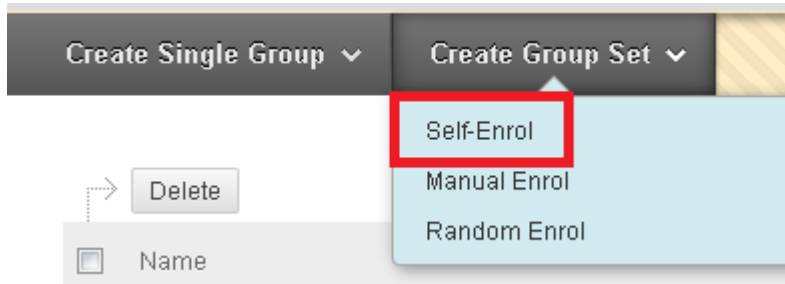 Create Single Group Create Group Set
Self-Enrol
Manual Enrol
Delete
Random Enrol
Name